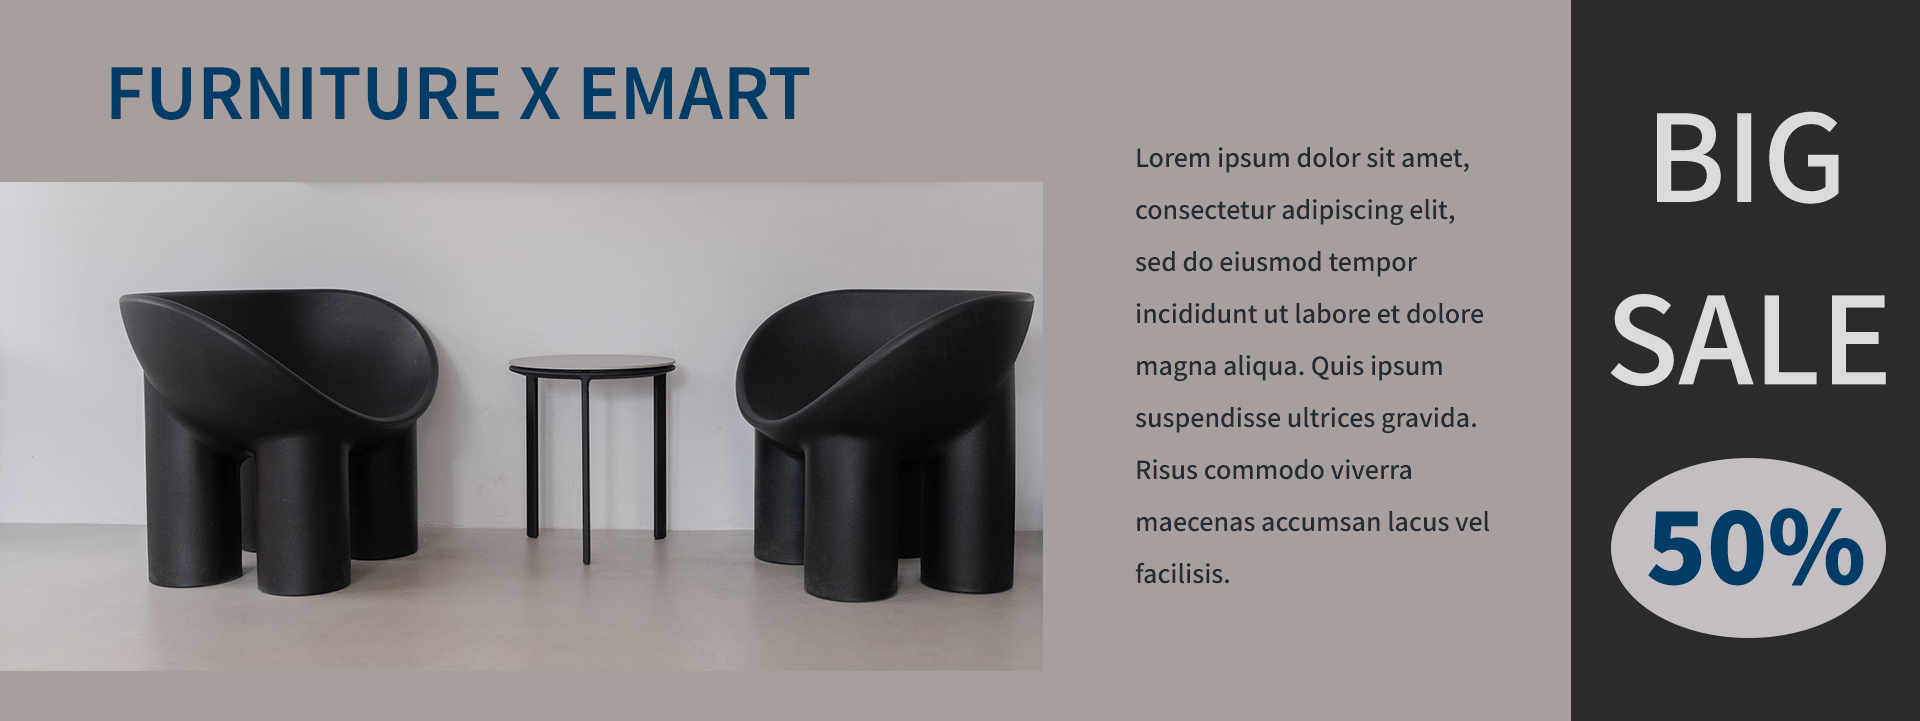 FURNITURE X EMART
Lorem ipsum dolor sit amet,
consectetur adipiscing elit,
sed do eiusmod tempor
incididunt ut labore et dolore
magna aliqua. Quis ipsum
suspendisse ultrices gravida.
Risus commodo viverra
maecenas accumsan lacus vel
facilisis.
BIG
SALE
50%